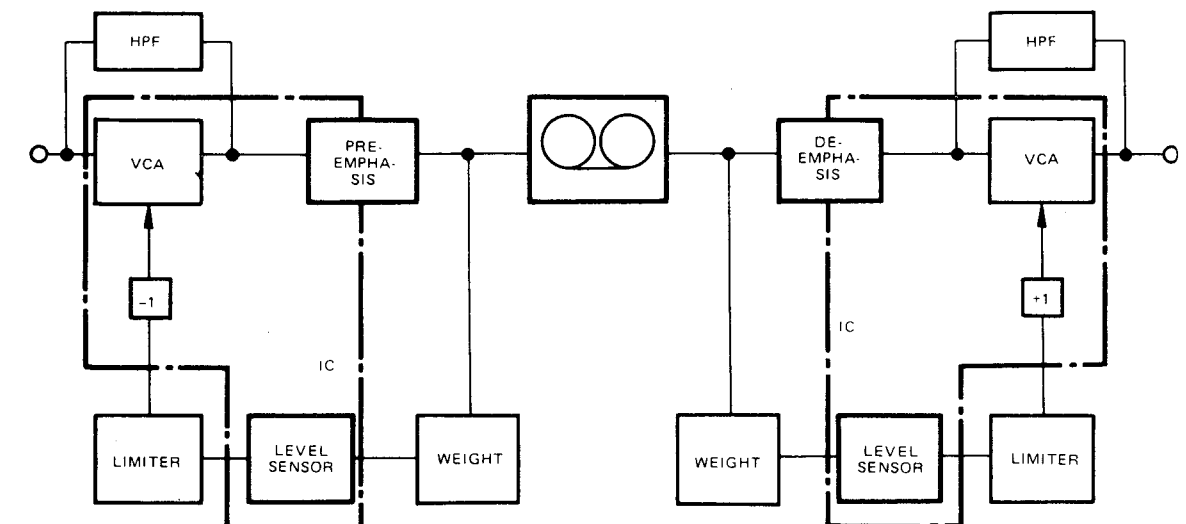 HPF
HPF
VCA
PRE-
EMPHA-
SIS
DE-
EMPHA-
SIS
VCA
-1
+1
IC
IC
LIMITER
LEVEL
SENSOR
WEIGHT
WEIGHT
LEVEL
SENSOR
LIMITER